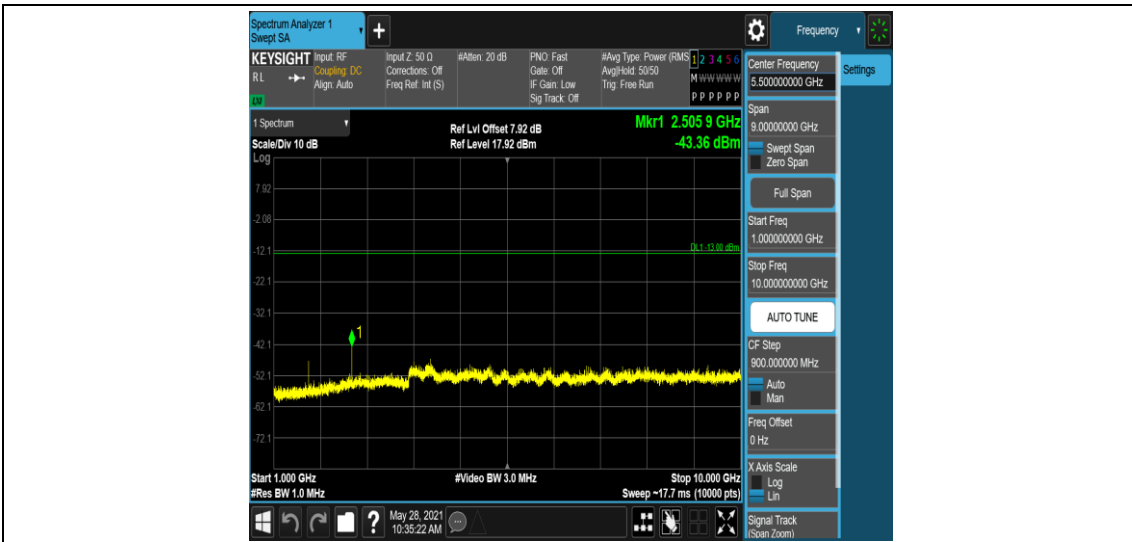 Spectrum Analyzer 1
Swept SA
Frequency
KEYSIGHT
RL
Input: RF
Coupling: DC
Align: Auto
Input Z: 50 Ω
Corrections: Off
Freq Ref: Int (S)
#Atten: 20 dB
PNO: Fast
Gate: Off
IF Gain: Low
Sig Track: Off
#Avg Type: Power (RMS
Avg|Hold: 50/50
Trig: Free Run
1 2 3 4 5 6
M W W W W W
P P P P P P
LXI
1 Spectrum
Scale/Div 10 dB
Log
Ref Lvl Offset 7.92 dB
Ref Level 17.92 dBm
Mkr1 2.505 9 GHz
-43.36 dBm
7.92
-2.08
-12.1
-22.1
-32.1
-42.1
-52.1
-62.1
-72.1
DL1 -13.00 dBm
1
Start 1.000 GHz
#Res BW 1.0 MHz
#Video BW 3.0 MHz
Stop 10.000 GHz
Sweep ~17.7 ms (10000 pts)
?
May 28, 2021
10:35:22 AM
Center Frequency
5.500000000 GHz
Settings
Span
9.00000000 GHz
Swept Span
Zero Span
Full Span
Start Freq
1.000000000 GHz
Stop Freq
10.000000000 GHz
AUTO TUNE
CF Step
900.000000 MHz
Auto
Man
Freq Offset
0 Hz
X Axis Scale
Log
Lin
Signal Track
(Span Zoom)